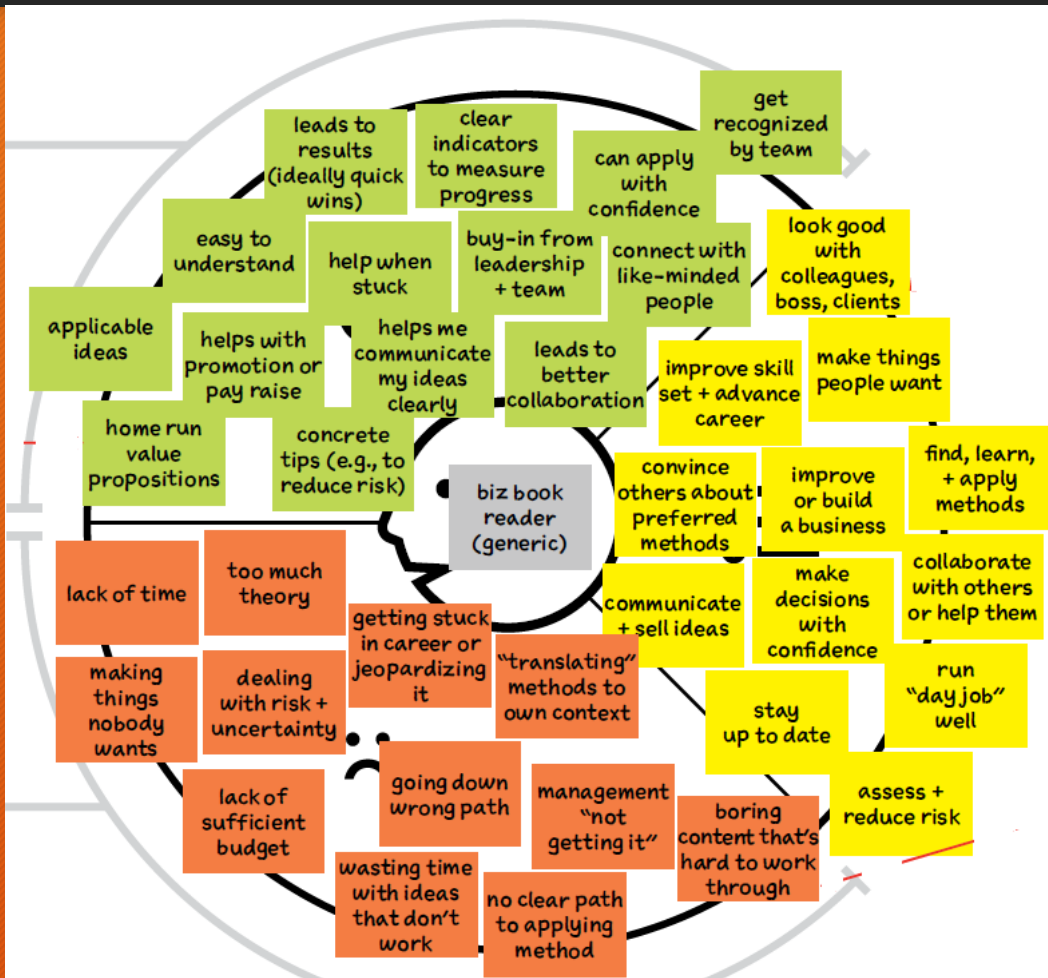 get
recognized
by team
leads to
results
(ideally quick
wins)
clear
indicators
to measure
progress
can apply
with
confidence
easy to
understand
help when
stuck
buy-in from
leadership
+ team
connect with
like-minded
people
applicable
ideas
helps with
promotion or
pay raise
helps me
communicate
my ideas
clearly
leads to
better
collaboration
home run
value
propositions
concrete
tips (e.g., to
reduce risk)
look good
with
colleagues,
boss, clients
improve skill
set + advance
career
make things
people want
convince
others about
preferred
methods
improve
or build
a business
find, learn,
+ apply
methods
communicate
+ sell ideas
make
decisions
with
confidence
collaborate
with others
or help them
stay
up to date
run
“day job”
well
assess +
reduce risk
biz book
reader
(generic)
lack of time
too much
theory
getting stuck
in career or
jeopardizing
it
“translating”
methods to
own context
making
things
nobody
wants
dealing
with risk +
uncertainty
going down
wrong path
management
“not
getting it”
boring
content that's
hard to work
through
lack of
sufficient
budget
wasting time
with ideas
that don't
work
no clear path
to applying
method